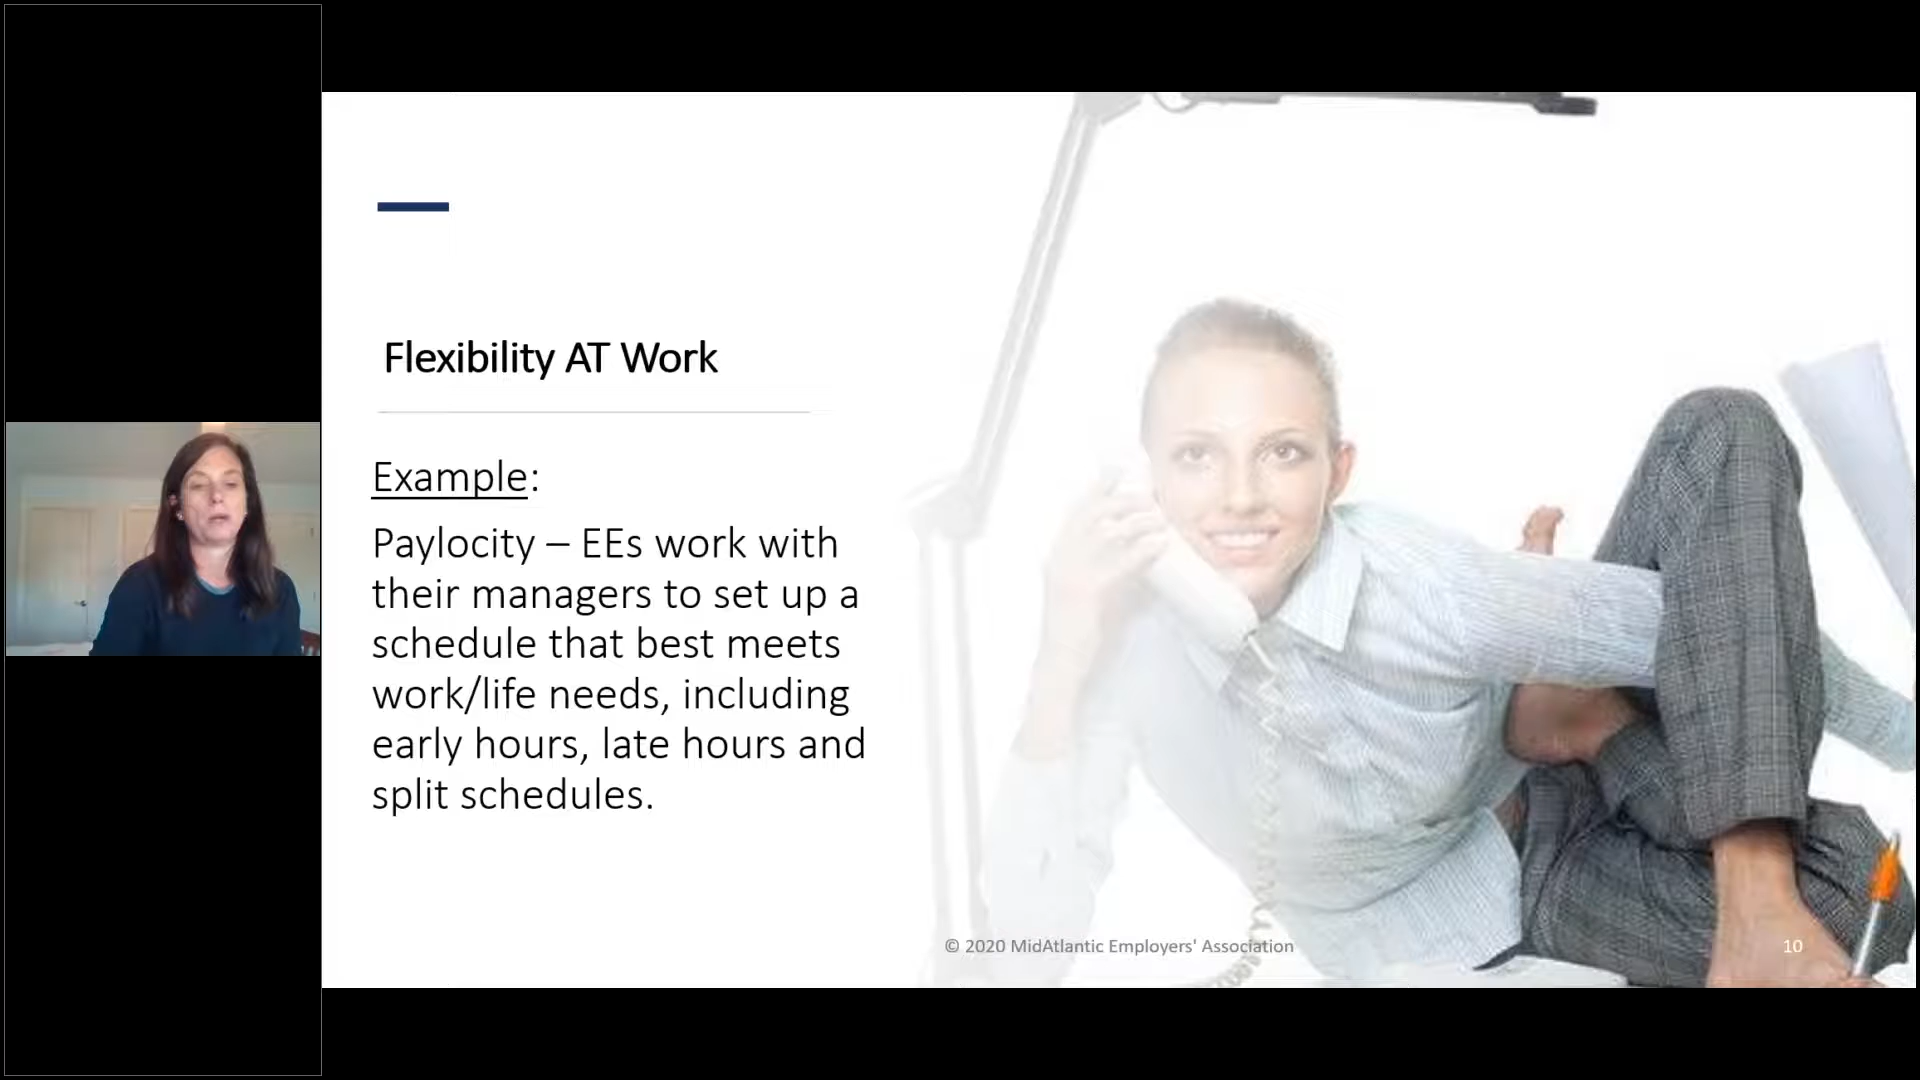 Flexibility AT Work
Example:
Paylocity – EEs work with
their managers to set up a
schedule that best meets
work/life needs, including
early hours, late hours and
split schedules.
© 2020 MidAtlantic Employers' Association
10